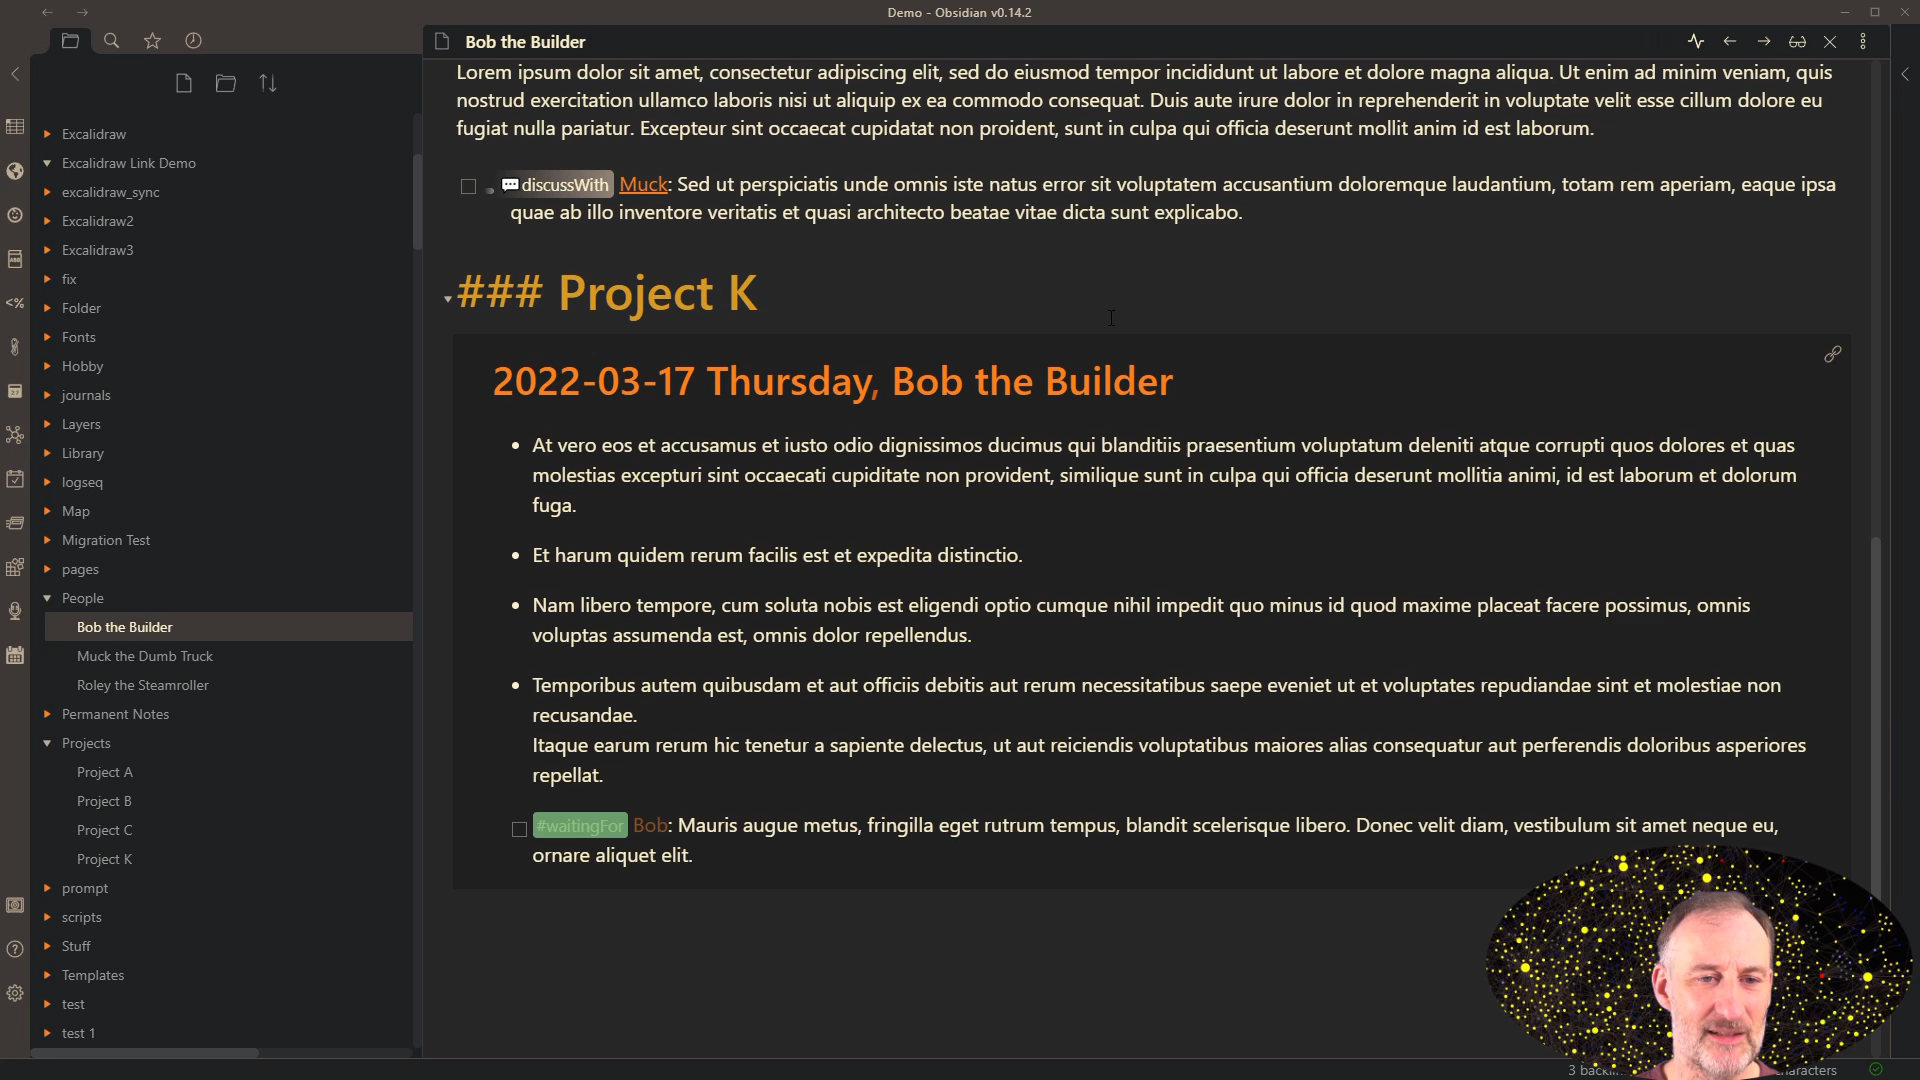 Demo - Obsidian v0.14.2
Bob the Builder
Excalidraw
Excalidraw Link Demo
excalidraw_sync
Excalidraw2
Excalidraw3
fix
Folder
Fonts
Hobby
journals
Layers
Library
logseq
Map
Migration Test
pages
People
Bob the Builder
Muck the Dumb Truck
Roley the Steamroller
Permanent Notes
Projects
Project A
Project B
Project C
Project K
prompt
scripts
Stuff
Templates
test
test 1
Lorem ipsum dolor sit amet, consectetur adipiscing elit, sed do eiusmod tempor incididunt ut labore et dolore magna aliqua. Ut enim ad minim veniam, quis
nostrud exercitation ullamco laboris nisi ut aliquip ex ea commodo consequat. Duis aute irure dolor in reprehenderit in voluptate velit esse cillum dolore eu
fugiat nulla pariatur. Excepteur sint occaecat cupidatat non proident, sunt in culpa qui officia deserunt mollit anim id est laborum.
discussWith Muck: Sed ut perspiciatis unde omnis iste natus error sit voluptatem accusantium doloremque laudantium, totam rem aperiam, eaque ipsa
quae ab illo inventore veritatis et quasi architecto beatae vitae dicta sunt explicabo.
### Project K
2022-03-17 Thursday, Bob the Builder
At vero eos et accusamus et iusto odio dignissimos ducimus qui blanditiis praesentium voluptatum deleniti atque corrupti quos dolores et quas
molestias excepturi sint occaecati cupiditate non provident, similique sunt in culpa qui officia deserunt mollitia animi, id est laborum et dolorum
fuga.
Et harum quidem rerum facilis est et expedita distinctio.
Nam libero tempore, cum soluta nobis est eligendi optio cumque nihil impedit quo minus id quod maxime placeat facere possimus, omnis
voluptas assumenda est, omnis dolor repellendus.
Temporibus autem quibusdam et aut officiis debitis aut rerum necessitatibus saepe eveniet ut et voluptates repudiandae sint et molestiae non
recusandae.
Itaque earum rerum hic tenetur a sapiente delectus, ut aut reiciendis voluptatibus maiores alias consequatur aut perferendis doloribus asperiores
repellat.
#waitingFor Bob: Mauris augue metus, fringilla eget rutrum tempus, blandit scelerisque libero. Donec velit diam, vestibulum sit amet neque eu,
ornare aliquet elit.
3